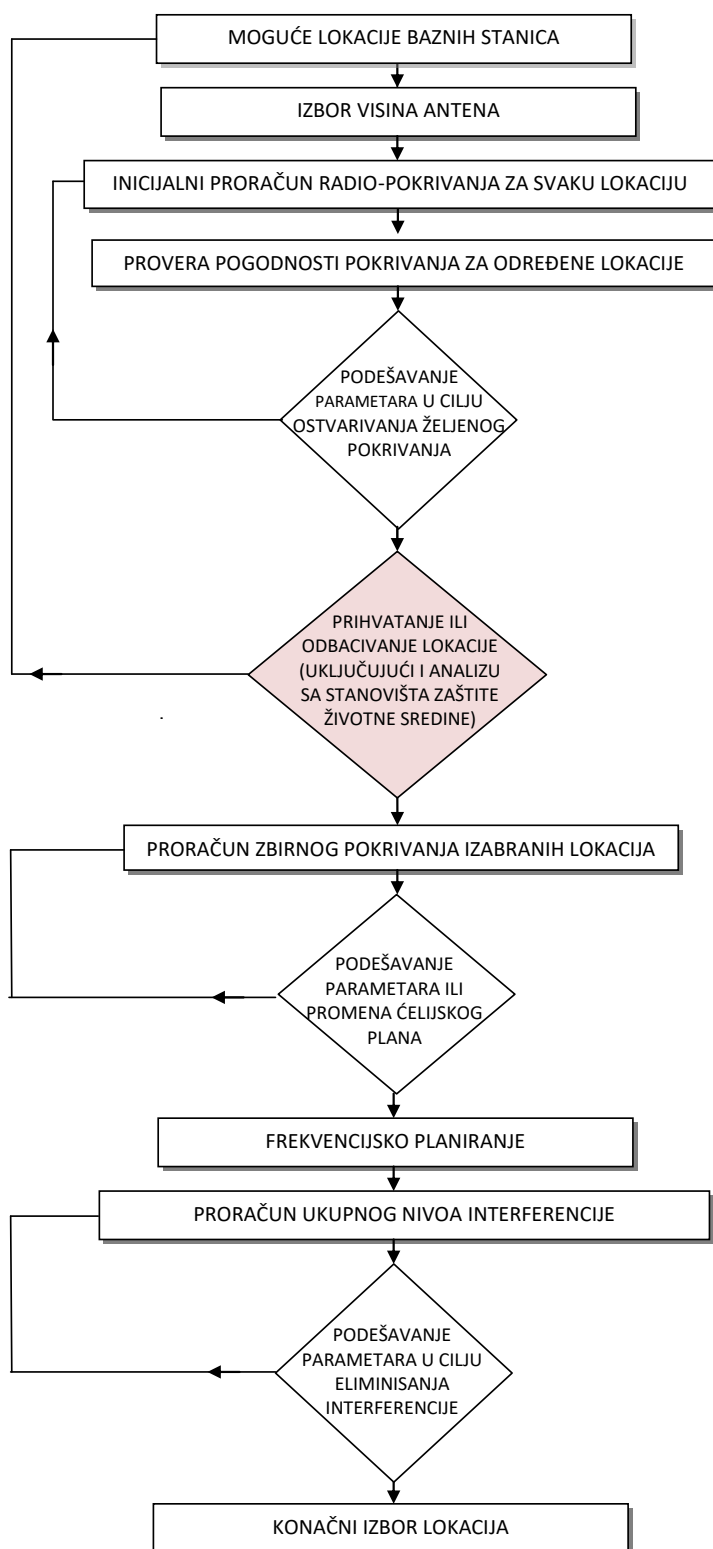 MOGUĆE LOKACIJE BAZNIH STANICA
IZBOR VISINA ANTENA
INICIJALNI PRORAČUN RADIO-POKRIVANJA ZA SVAKU LOKACIJU
PROVERA POGODNOSTI POKRIVANJA ZA ODREĐENE LOKACIJE
PODEŠAVANJE
PARAMETARA U CILJU
OSTVARIVANJA ŽELJENOG
POKRIVANJA
PRIHVATANJE ILI
ODBACIVANJE LOKACIJE
(UKLJUČUJUĆI I ANALIZU
SA STANOVIŠTA ZAŠTITE
ŽIVOTNE SREDINE)
.
PRORAČUN ZBIRNOG POKRIVANJA IZABRANIH LOKACIJA
PODEŠAVANJE
PARAMETARA ILI
PROMENA ĆELIJSKOG
PLANA
FREKVENCIJSKO PLANIRANJE
PRORAČUN UKUPNOG NIVOA INTERFERENCIJE
PODEŠAVANJE
PARAMETARA U CILJU
ELIMINISANJA
INTERFERENCIJE
KONAČNI IZBOR LOKACIJA